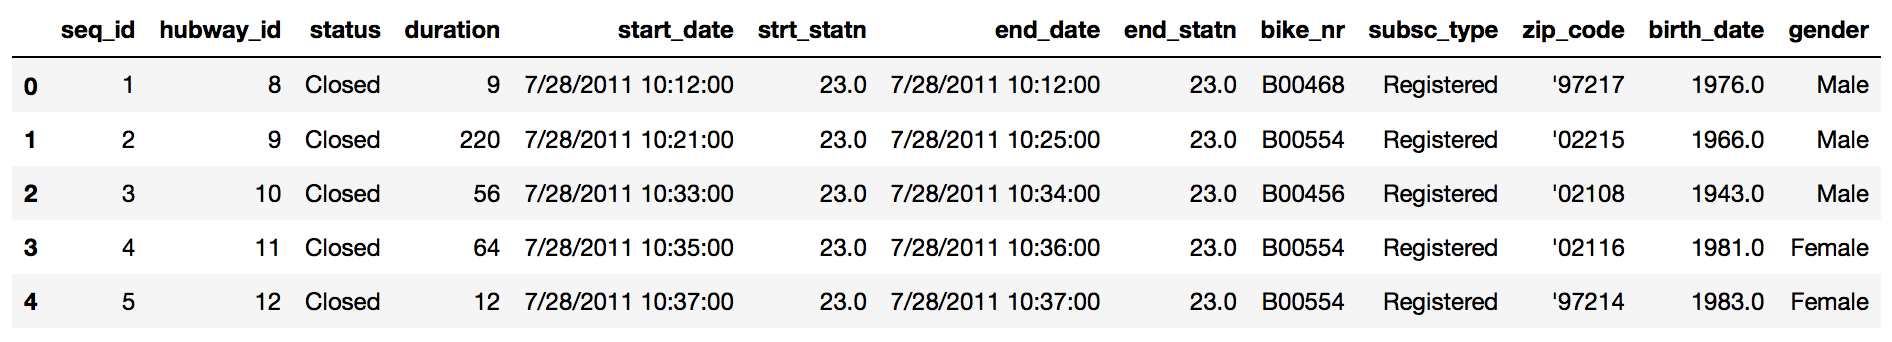 seq_id hubway_id status duration start_date strt_statn end_date end_statn bike_nr subsc_type zip_code birth_date gender
0 1 8 Closed 9 7/28/2011 10:12:00 23.0 7/28/2011 10:12:00 23.0 B00468 Registered '97217 1976.0 Male
1 2 9 Closed 220 7/28/2011 10:21:00 23.0 7/28/2011 10:25:00 23.0 B00554 Registered '02215 1966.0 Male
2 3 10 Closed 56 7/28/2011 10:33:00 23.0 7/28/2011 10:34:00 23.0 B00456 Registered '02108 1943.0 Male
3 4 11 Closed 64 7/28/2011 10:35:00 23.0 7/28/2011 10:36:00 23.0 B00554 Registered '02116 1981.0 Female
4 5 12 Closed 12 7/28/2011 10:37:00 23.0 7/28/2011 10:37:00 23.0 B00554 Registered '97214 1983.0 Female